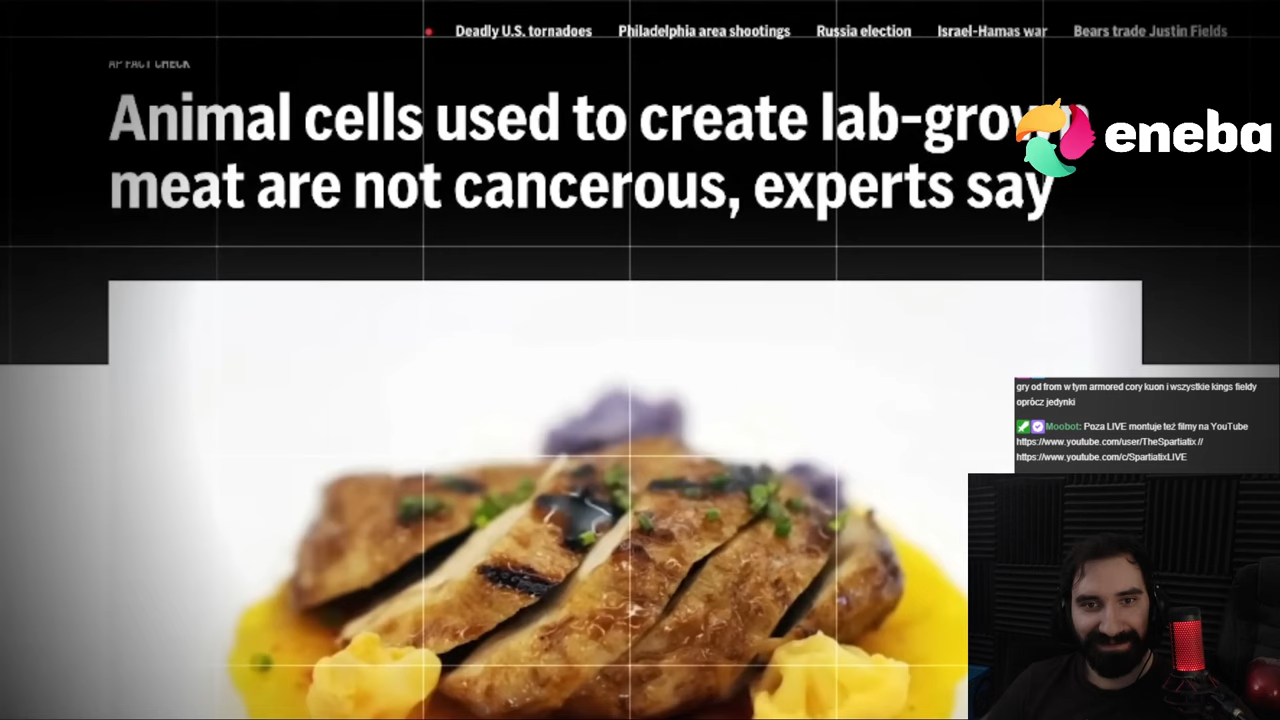 Deadly U.S. tornadoes Philadelphia area shootings Russia election Israel-Hamas war Bears trade Justin Fields
AP FACT CHECK
Animal cells used to create lab-grown
meat are not cancerous, experts say
eneba
gry od from w tym armored cory kuon i wszystkie kings fieldy
oprócz jedynki
Moobot: Poza LIVE montuje też filmy na YouTube
https://www.youtube.com/user/TheSpartiatix //
https://www.youtube.com/c/SpartiatixLIVE